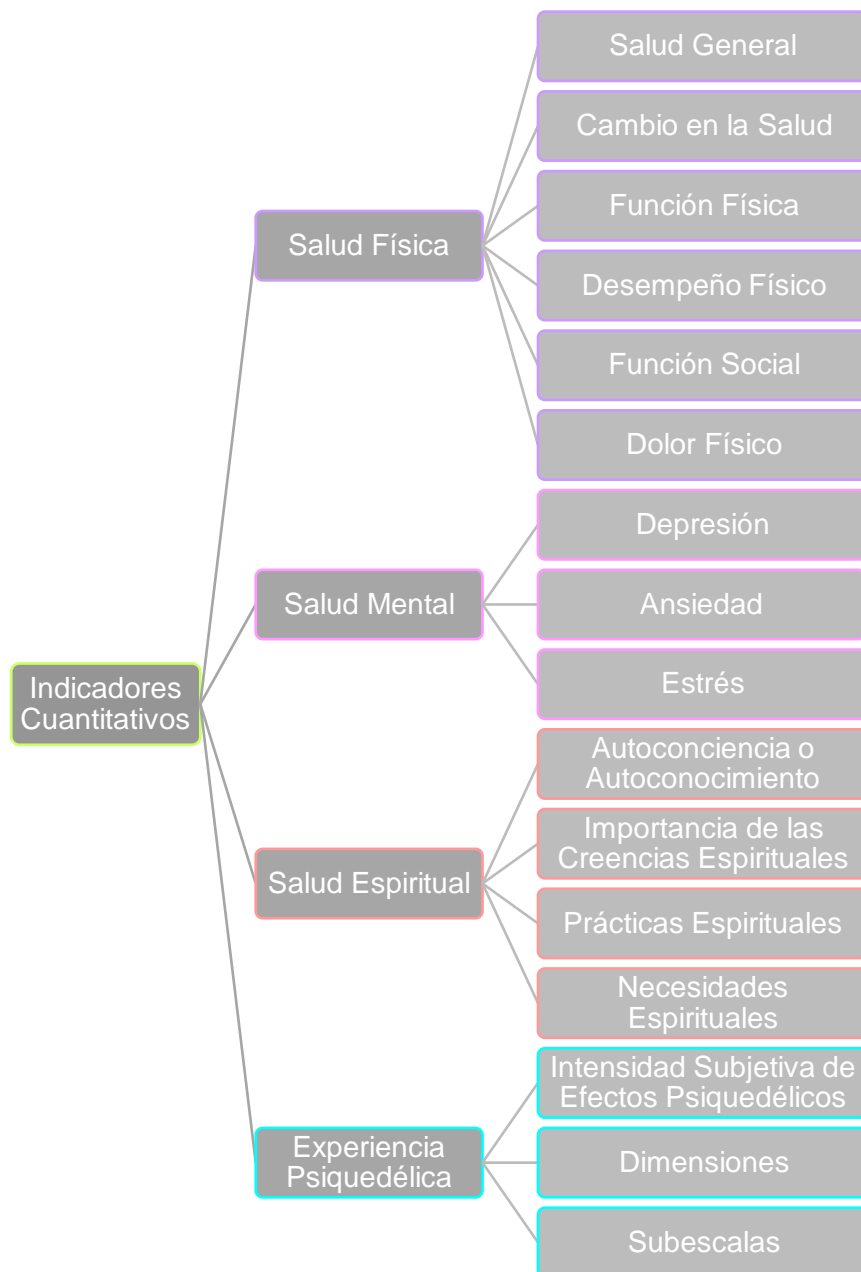 Indicadores
Cuantitativos
Salud Física
Salud General
Cambio en la Salud
Función Física
Desempeño Físico
Función Social
Dolor Físico
Salud Mental
Depresión
Ansiedad
Estrés
Salud Espiritual
Autoconciencia o
Autoconocimiento
Importancia de las
Creencias Espirituales
Prácticas Espirituales
Necesidades
Espirituales
Experiencia
Psiquedélica
Intensidad Subjetiva de
Efectos Psiquedélicos
Dimensiones
Subescalas